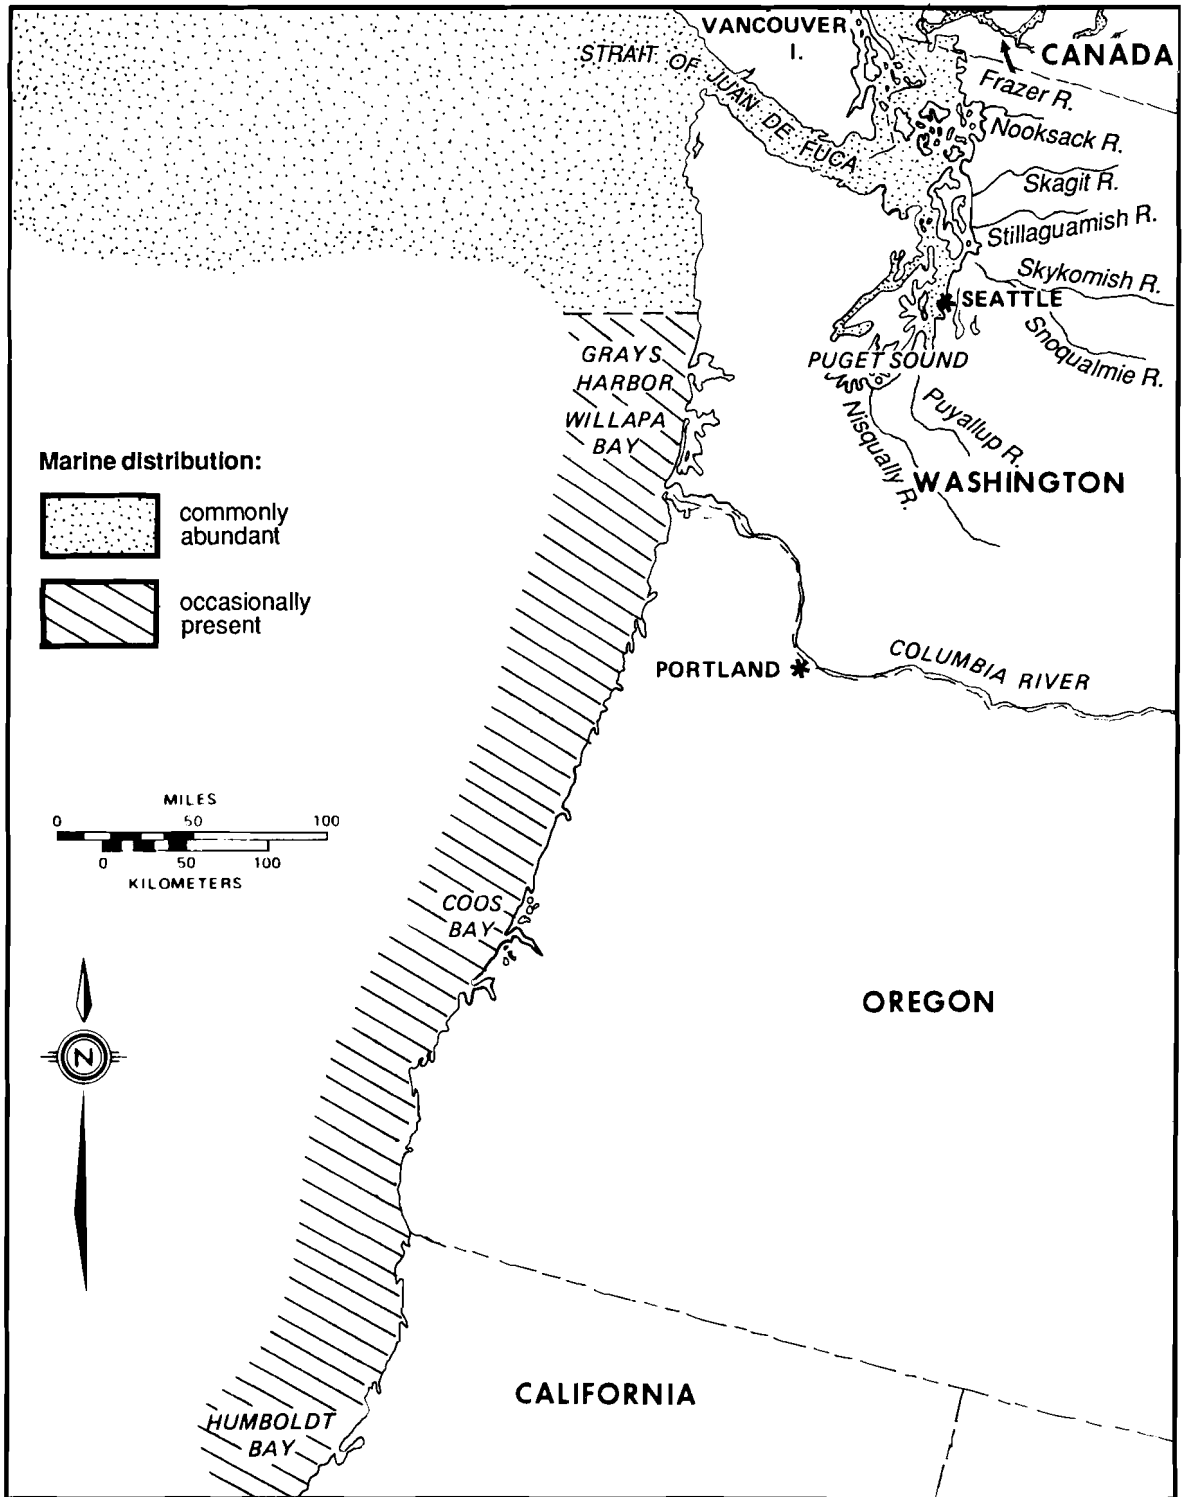 VANCOUVER
I.
CANADA
STRAIT OF JUAN DE FUCA
Frazer R.
Nooksack R.
Skagit R.
Stillaguamish R.
Skykomish R.
SEATTLE
Snoqualmie R.
PUGET SOUND
Puyallup R.
Nisqually R.
WASHINGTON
GRAYS
HARBOR
WILLAPA
BAY
Marine distribution:
commonly
abundant
occasionally
present
PORTLAND
COLUMBIA RIVER
MILES
0 50 100
0 50 100
KILOMETERS
COOS
BAY
N
OREGON
CALIFORNIA
HUMBOLDT
BAY